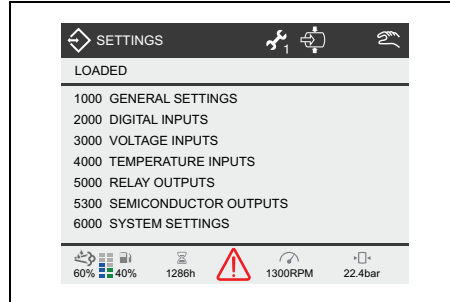 SETTINGS 1
LOADED
1000 GENERAL SETTINGS
2000 DIGITAL INPUTS
3000 VOLTAGE INPUTS
4000 TEMPERATURE INPUTS
5000 RELAY OUTPUTS
5300 SEMICONDUCTOR OUTPUTS
6000 SYSTEM SETTINGS
60% 40% 1286h 1300RPM 22.4bar